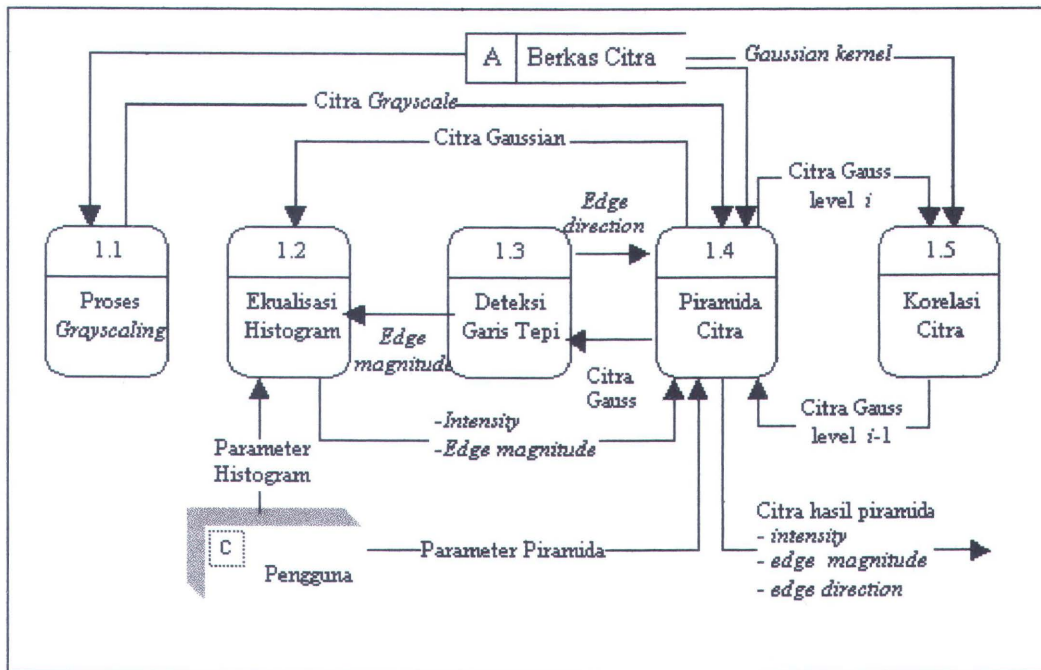 A Berkas Citra
Gaussian kernel
Citra Grayscale
Citra Gaussian
Citra Gauss
level i
Edge
direction
1.1
Proses
Grayscaling
1.2
Ekualisasi
Histogram
1.3
Deteksi
Garis Tepi
1.4
Piramida
Citra
1.5
Korelasi
Citra
Edge
magnitude
Citra
Gauss
Citra Gauss
level i-1
-Intensity
-Edge magnitude
Parameter
Histogram
C
Pengguna
Parameter Piramida
Citra hasil piramida
- intensity
- edge magnitude
- edge direction